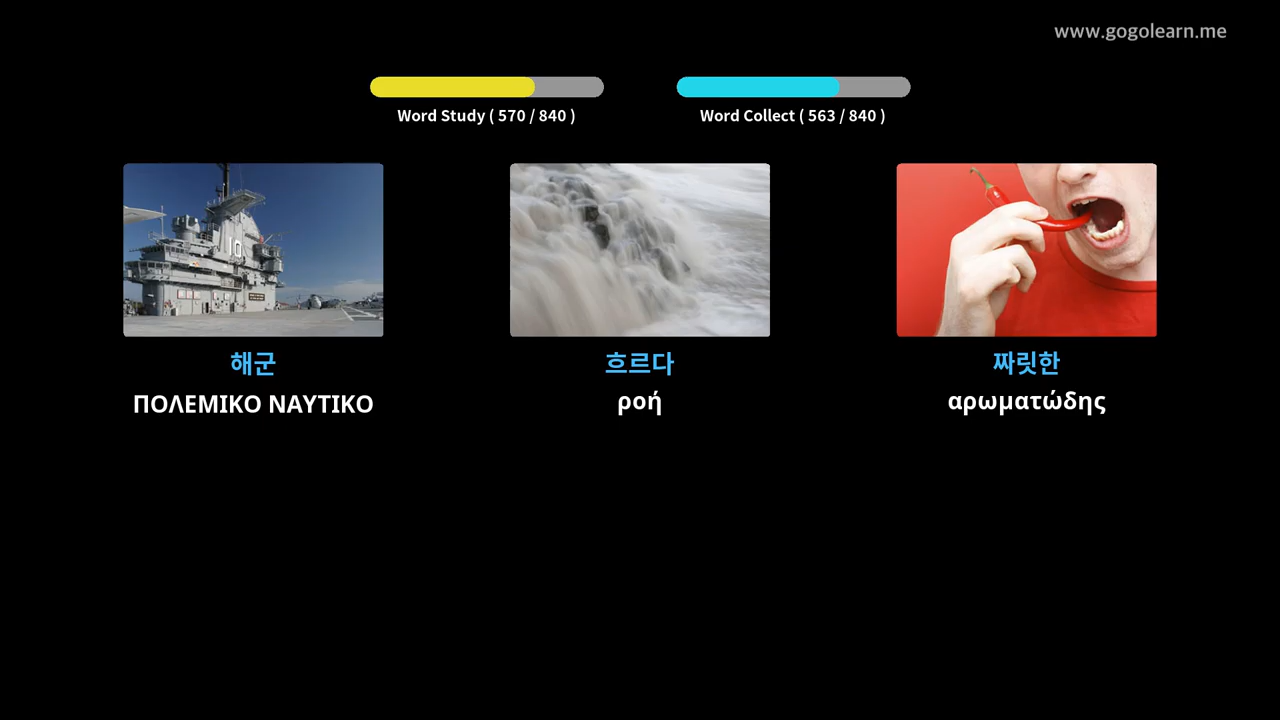 www.gogolearn.me
Word Study ( 570 / 840 )
Word Collect ( 563 / 840 )
10
해군
흐르다
짜릿한
ΠΟΛΕΜΙΚΟ ΝΑΥΤΙΚΟ
ροή
αρωματώδης